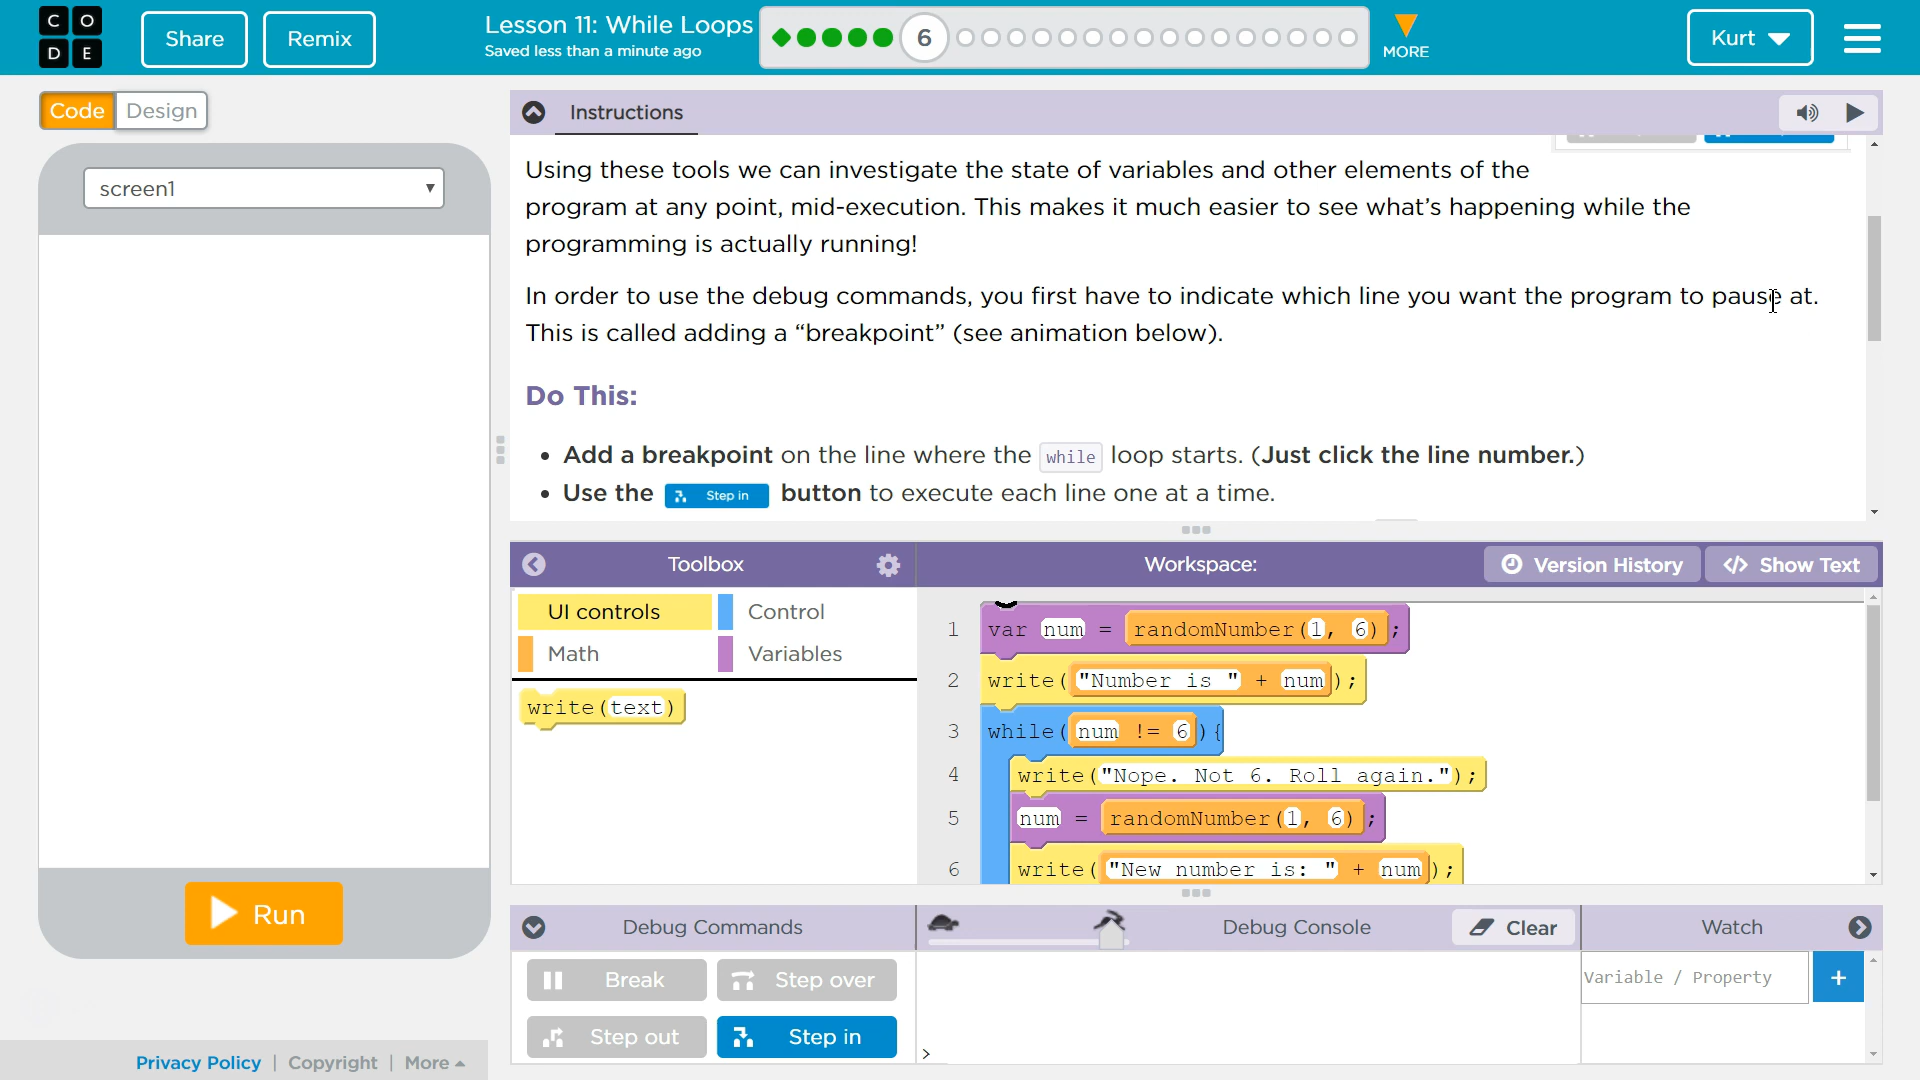 C O
D E
Share
Remix
Lesson 11: While Loops
Saved less than a minute ago
6
MORE
Kurt
Code
Design
screen1
Run
Privacy Policy | Copyright | More
Instructions
Using these tools we can investigate the state of variables and other elements of the
program at any point, mid-execution. This makes it much easier to see what's happening while the
programming is actually running!
In order to use the debug commands, you first have to indicate which line you want the program to pause at.
This is called adding a “breakpoint” (see animation below).
Do This:
• Add a breakpoint on the line where the while loop starts. (Just click the line number.)
• Use the Step in button to execute each line one at a time.
Toolbox
Workspace:
Version History
</> Show Text
UI controls
Control
Math
Variables
write(text)
1 var num = randomNumber(1, 6);
2 write("Number is " + num);
3 while(num != 6){
4 write("Nope. Not 6. Roll again.");
5 num = randomNumber(1, 6);
6 write("New number is: " + num);
Debug Commands
Debug Console
Clear
Watch
Break
Step over
Step out
Step in
>
Variable / Property
+